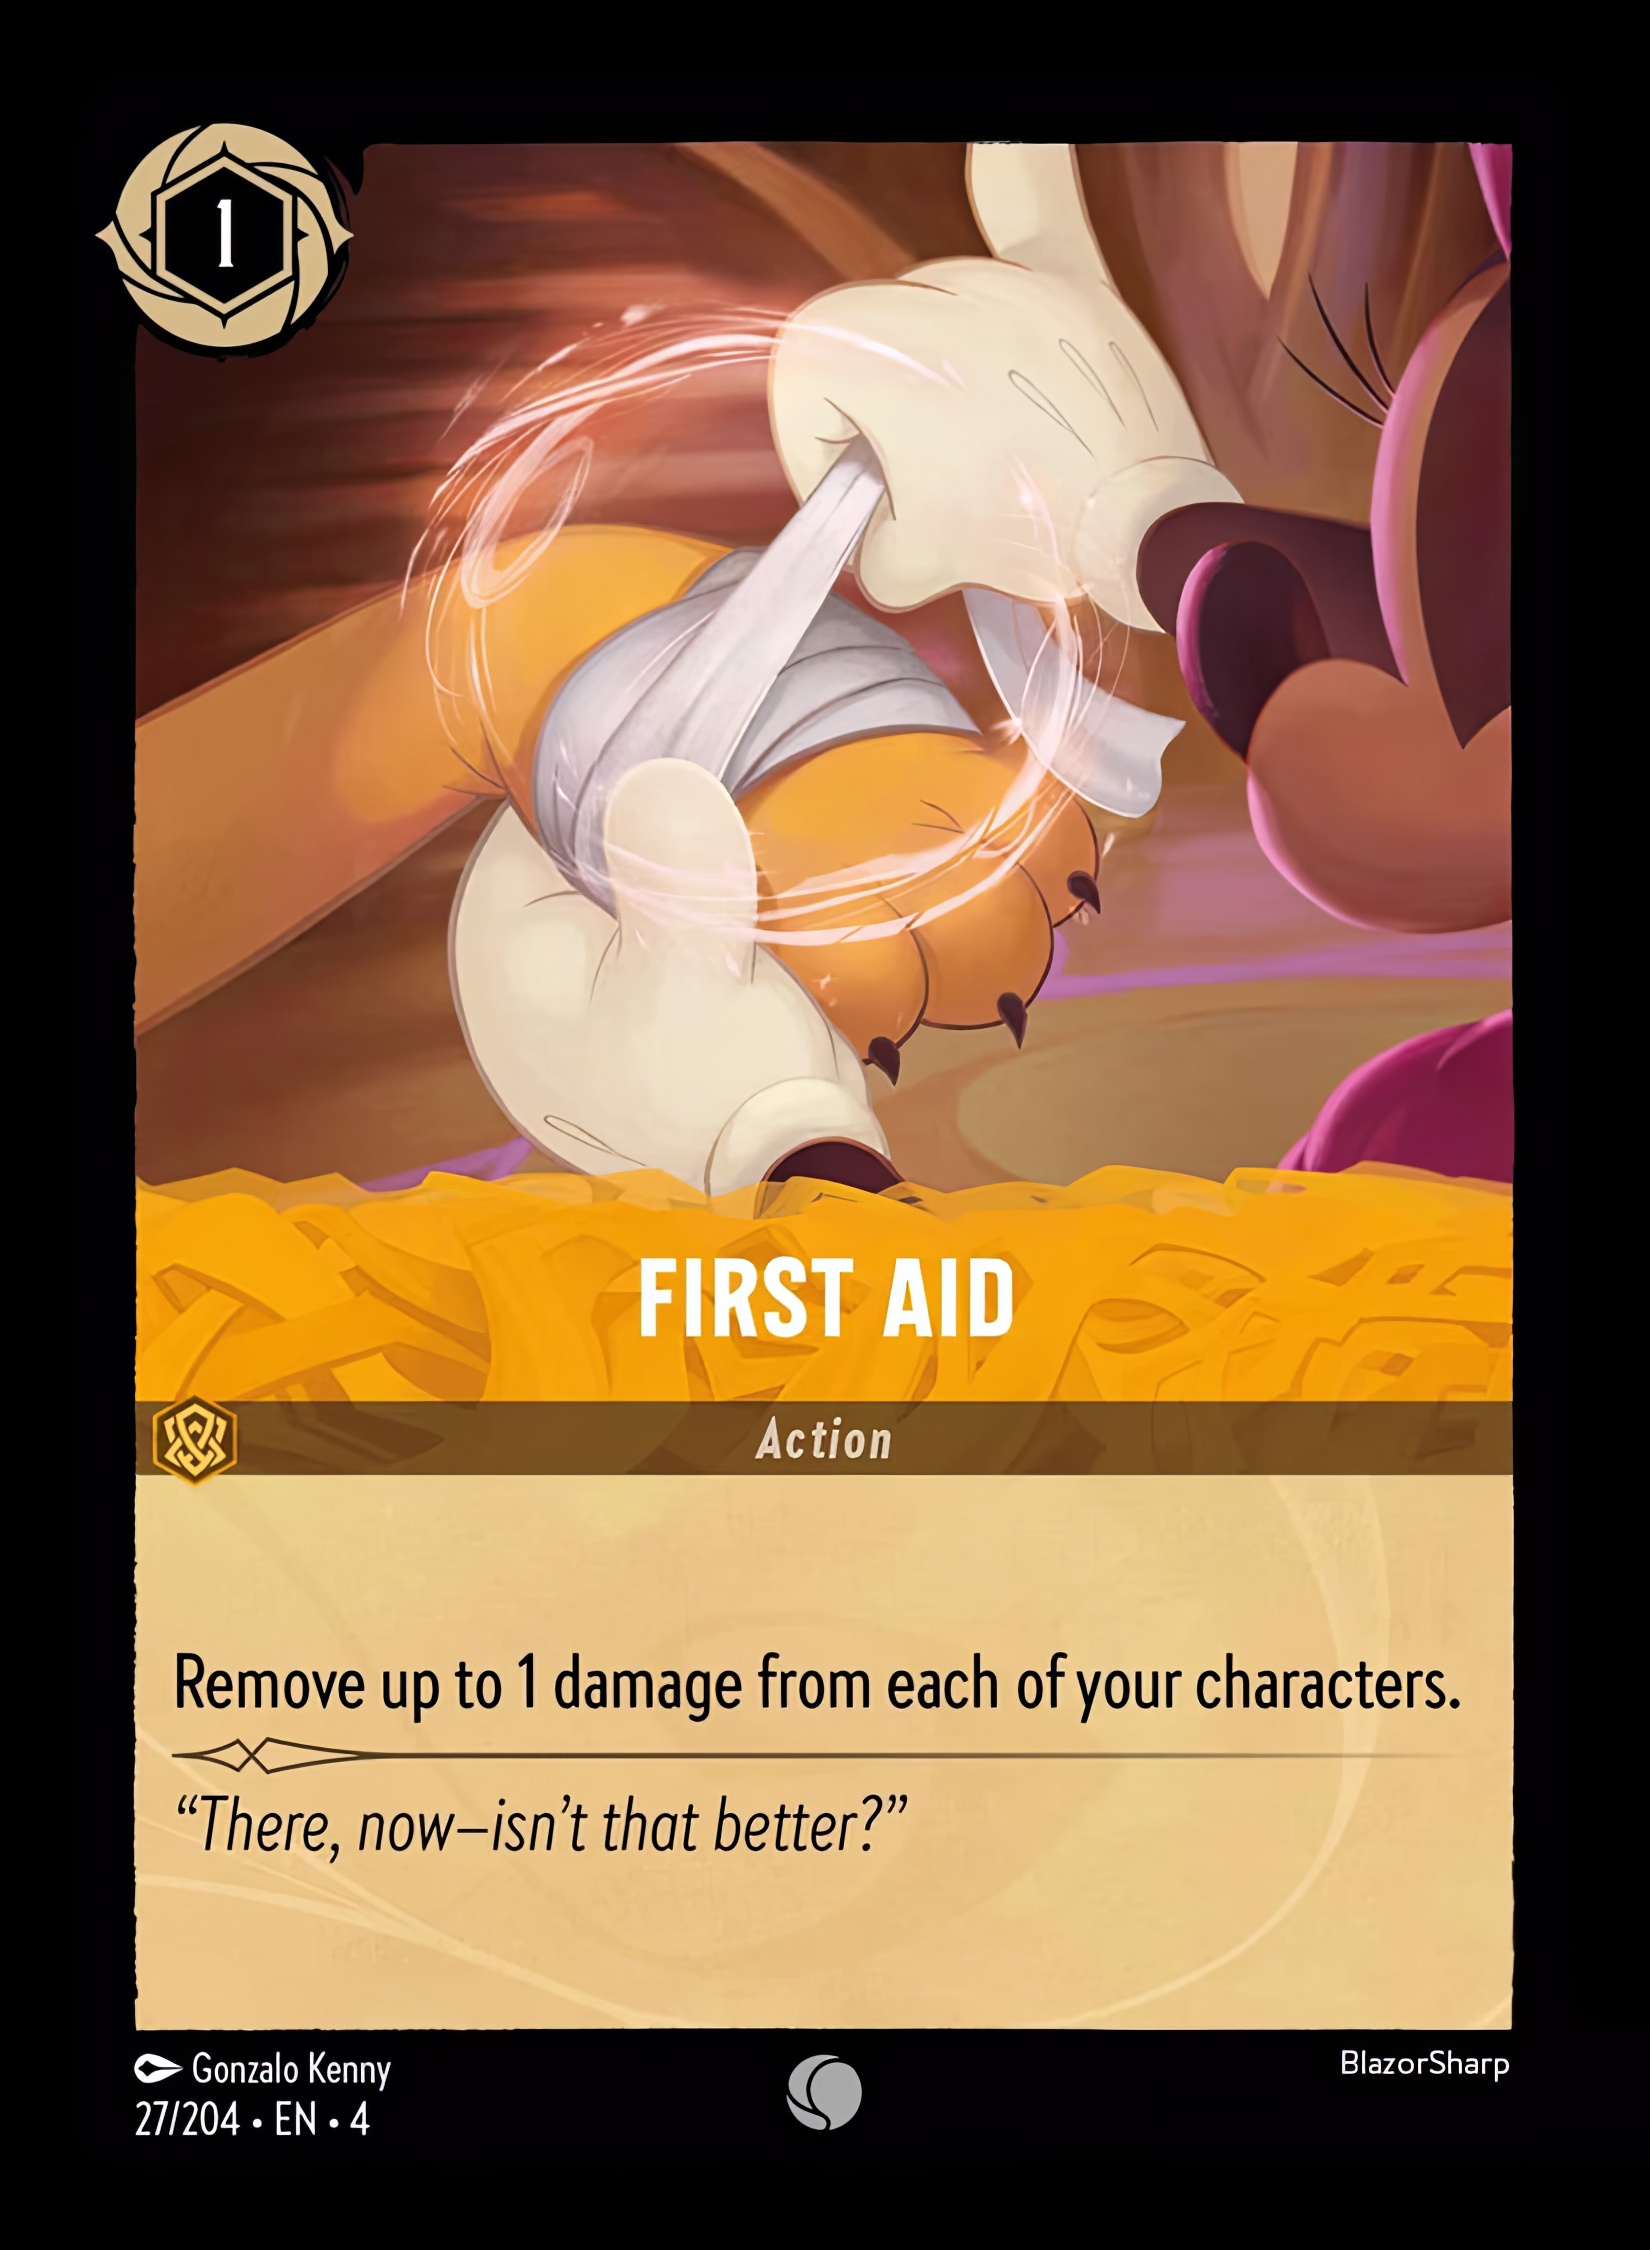 1
FIRST AID
Action
Remove up to 1 damage from each of your characters.
“There, now—isn’t that better?”
Gonzalo Kenny
BlazorSharp
27/204 • EN • 4